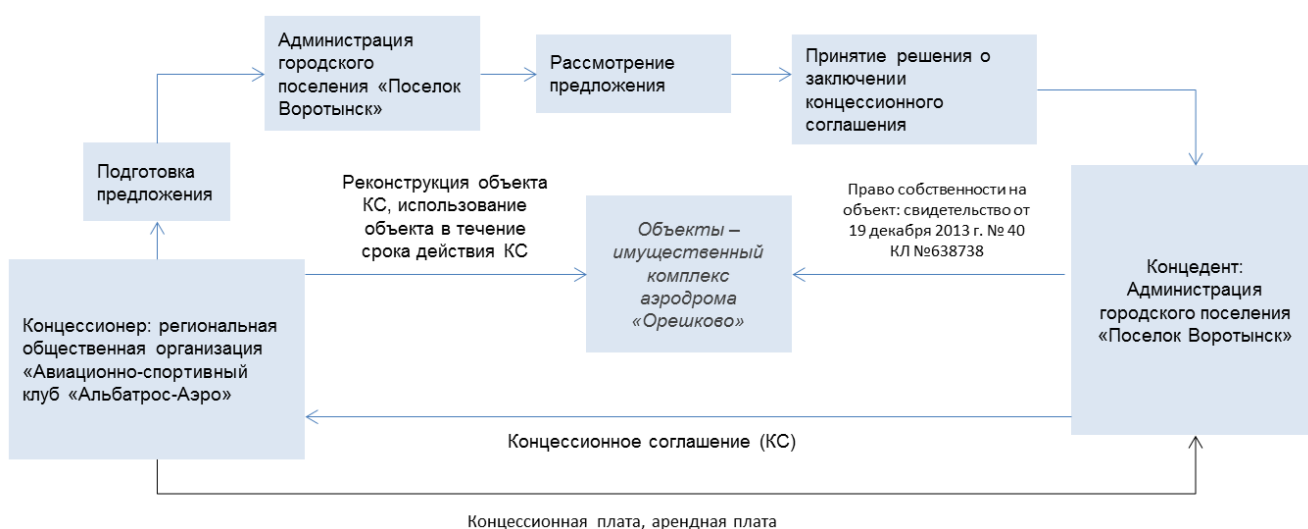 Администрация
городского
поселения «Поселок
Воротынск»
Рассмотрение
предложения
Принятие решения о
заключении
концессионного
соглашения
Подготовка
предложения
Реконструкция объекта
КС, использование
объекта в течение
срока действия КС
Объекты –
имущественный
комплекс
аэродрома
«Орешково»
Право собственности на
объект: свидетельство от
19 декабря 2013 г. № 40
КЛ №638738
Концедент:
Администрация
городского поселения
«Поселок Воротынск»
Концессионер: региональная
общественная организация
«Авиационно-спортивный
клуб «Альбатрос-Аэро»
Концессионное соглашение (КС)
Концессионная плата, арендная плата